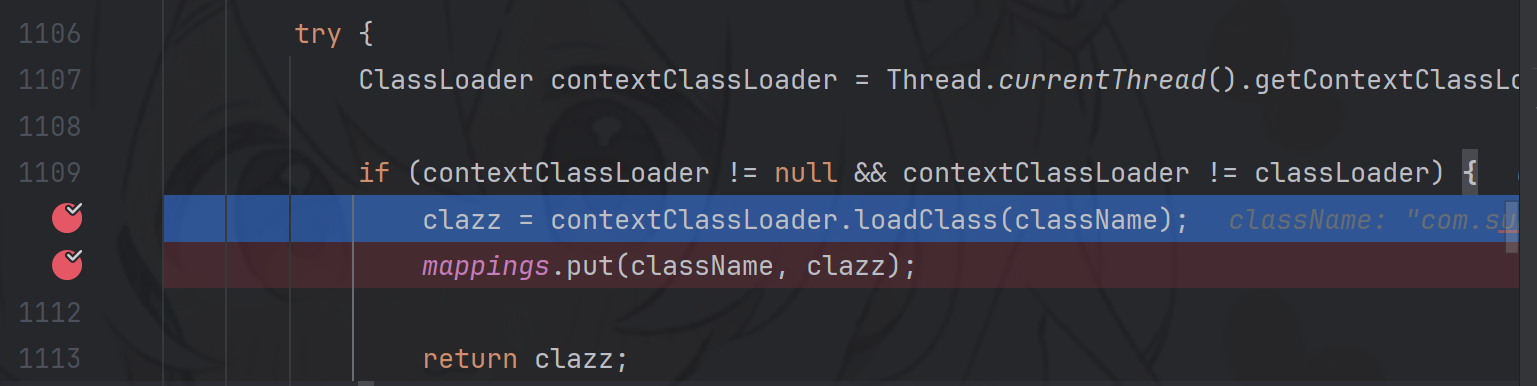 1106 try {
1107 ClassLoader contextClassLoader = Thread.currentThread().getContextClassLo
1108
1109 if (contextClassLoader != null && contextClassLoader != classLoader) {
clazz = contextClassLoader.loadClass(className); className: "com.su
mappings.put(className, clazz);
1112
1113 return clazz;